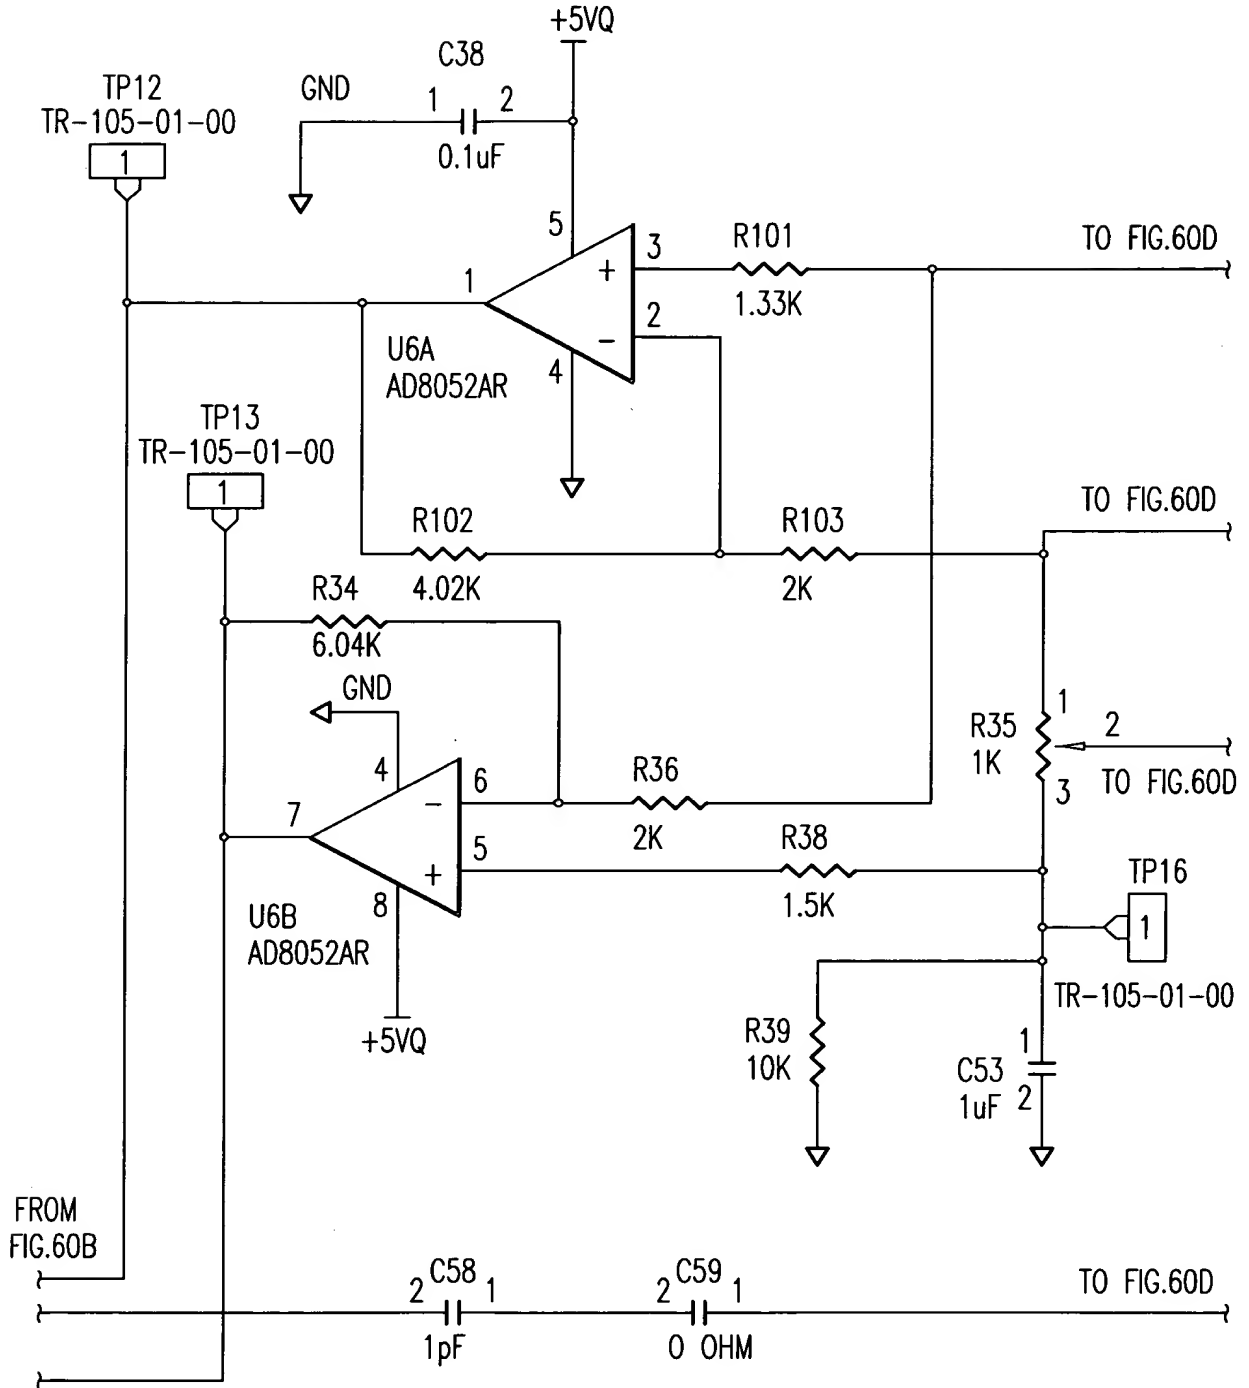 +5VQ
C38
TP12
TR-105-01-00
1
GND
1
2
0.1uF
5
3
R101
1.33K
TO FIG.60D
1
+
2
-
U6A
AD8052AR
4
TP13
TR-105-01-00
1
R102
4.02K
R103
2K
TO FIG.60D
R34
6.04K
GND
1
R35
1K
2
3
TO FIG.60D
4
6
R36
2K
-
7
5
R38
1.5K
+
8
U6B
AD8052AR
+5VQ
TP16
1
TR-105-01-00
R39
10K
1
C53
1uF
2
FROM
FIG.60B
2
C58
1
1pF
2
C59
1
0 OHM
TO FIG.60D